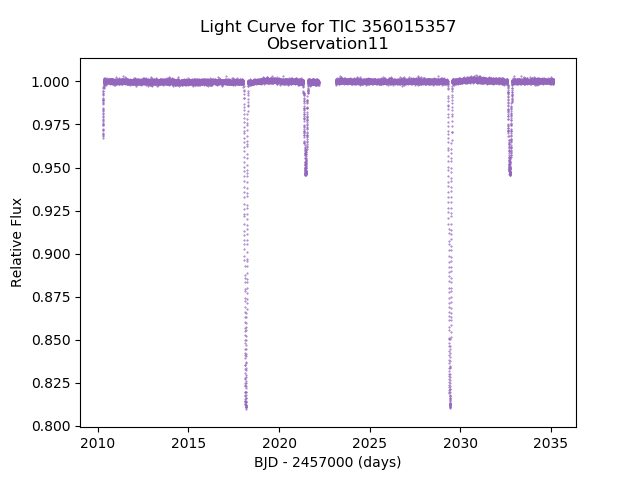 Light Curve for TIC 356015357
Observation11
1.000
0.975
0.950
0.925
0.900
0.875
0.850
0.825
0.800
Relative Flux
2010 2015 2020 2025 2030 2035
BJD - 2457000 (days)